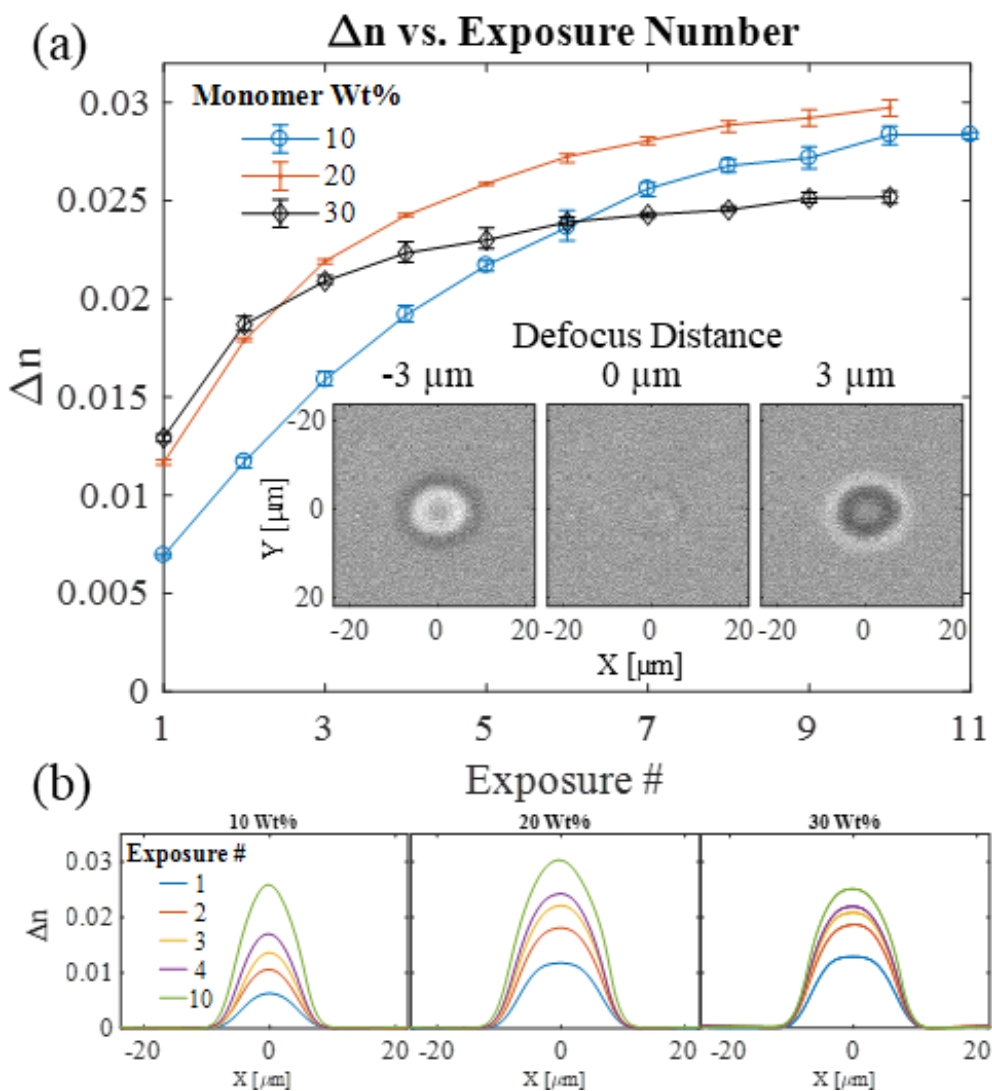 (a)
Δn vs. Exposure Number
Monomer Wt%
10
20
30
0.03
0.025
0.02
0.015
0.01
0.005
0
Δn
Defocus Distance
-3 μm 0 μm 3 μm
-20
0
20
Y [μm]
-20 0 20 -20 0 20 -20 0 20
X [μm]
1 3 5 7 9 11
Exposure #
(b)
10 Wt% 20 Wt% 30 Wt%
Exposure #
1
2
3
4
10
0.03
0.02
0.01
0
Δn
-20 0 20 -20 0 20 -20 0 20
X [μm] X [μm] X [μm]